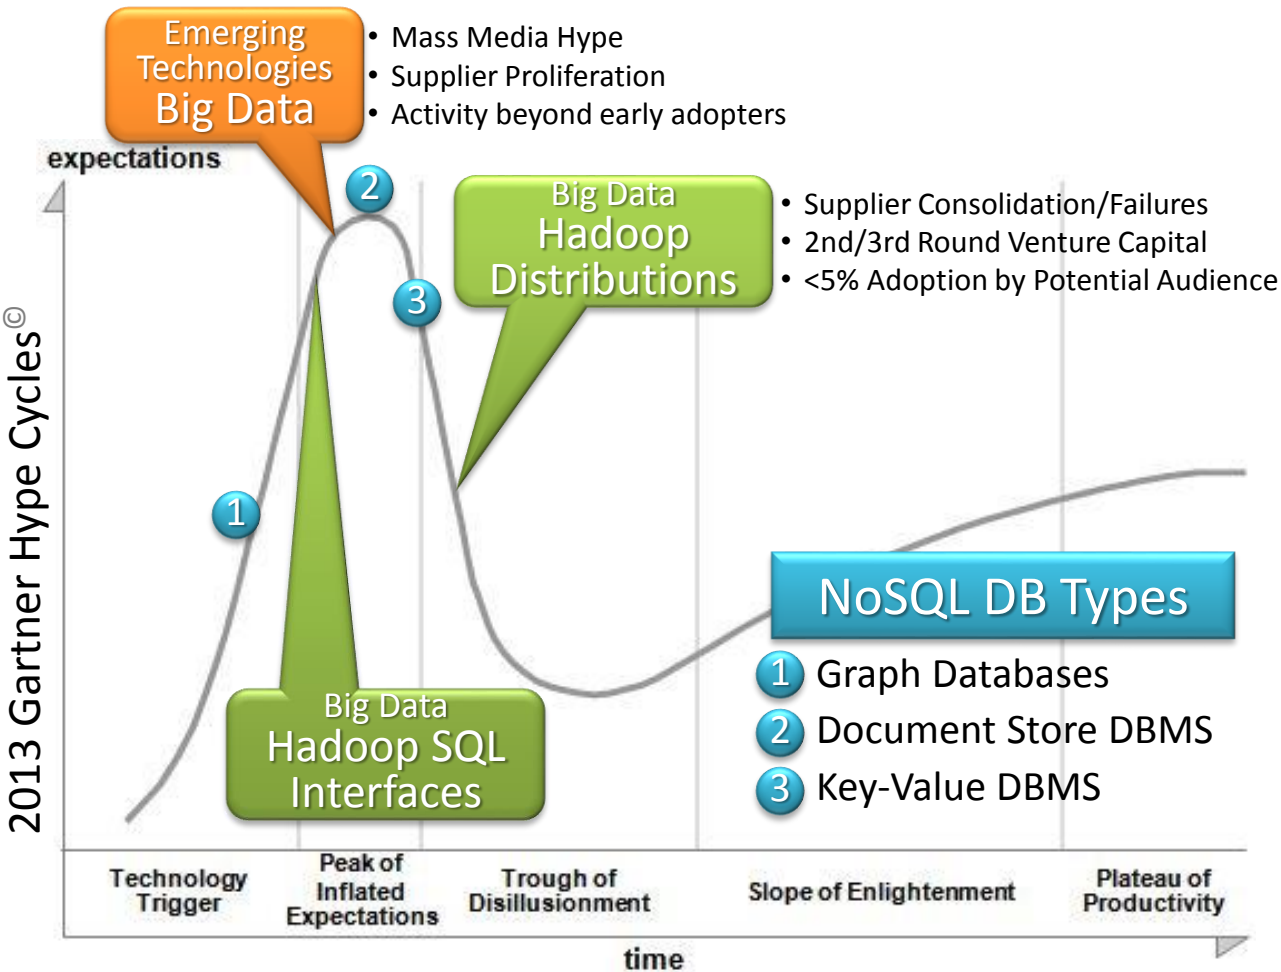 Emerging
Technologies
Big Data
• Mass Media Hype
• Supplier Proliferation
• Activity beyond early adopters
expectations
2
Big Data
Hadoop
Distributions
• Supplier Consolidation/Failures
• 2nd/3rd Round Venture Capital
• <5% Adoption by Potential Audience
3
2013 Gartner Hype Cycles©
1
NoSQL DB Types
1 Graph Databases
2 Document Store DBMS
3 Key-Value DBMS
Big Data
Hadoop SQL
Interfaces
Technology
Trigger
Peak of
Inflated
Expectations
Trough of
Disillusionment
Slope of Enlightenment
Plateau of
Productivity
time